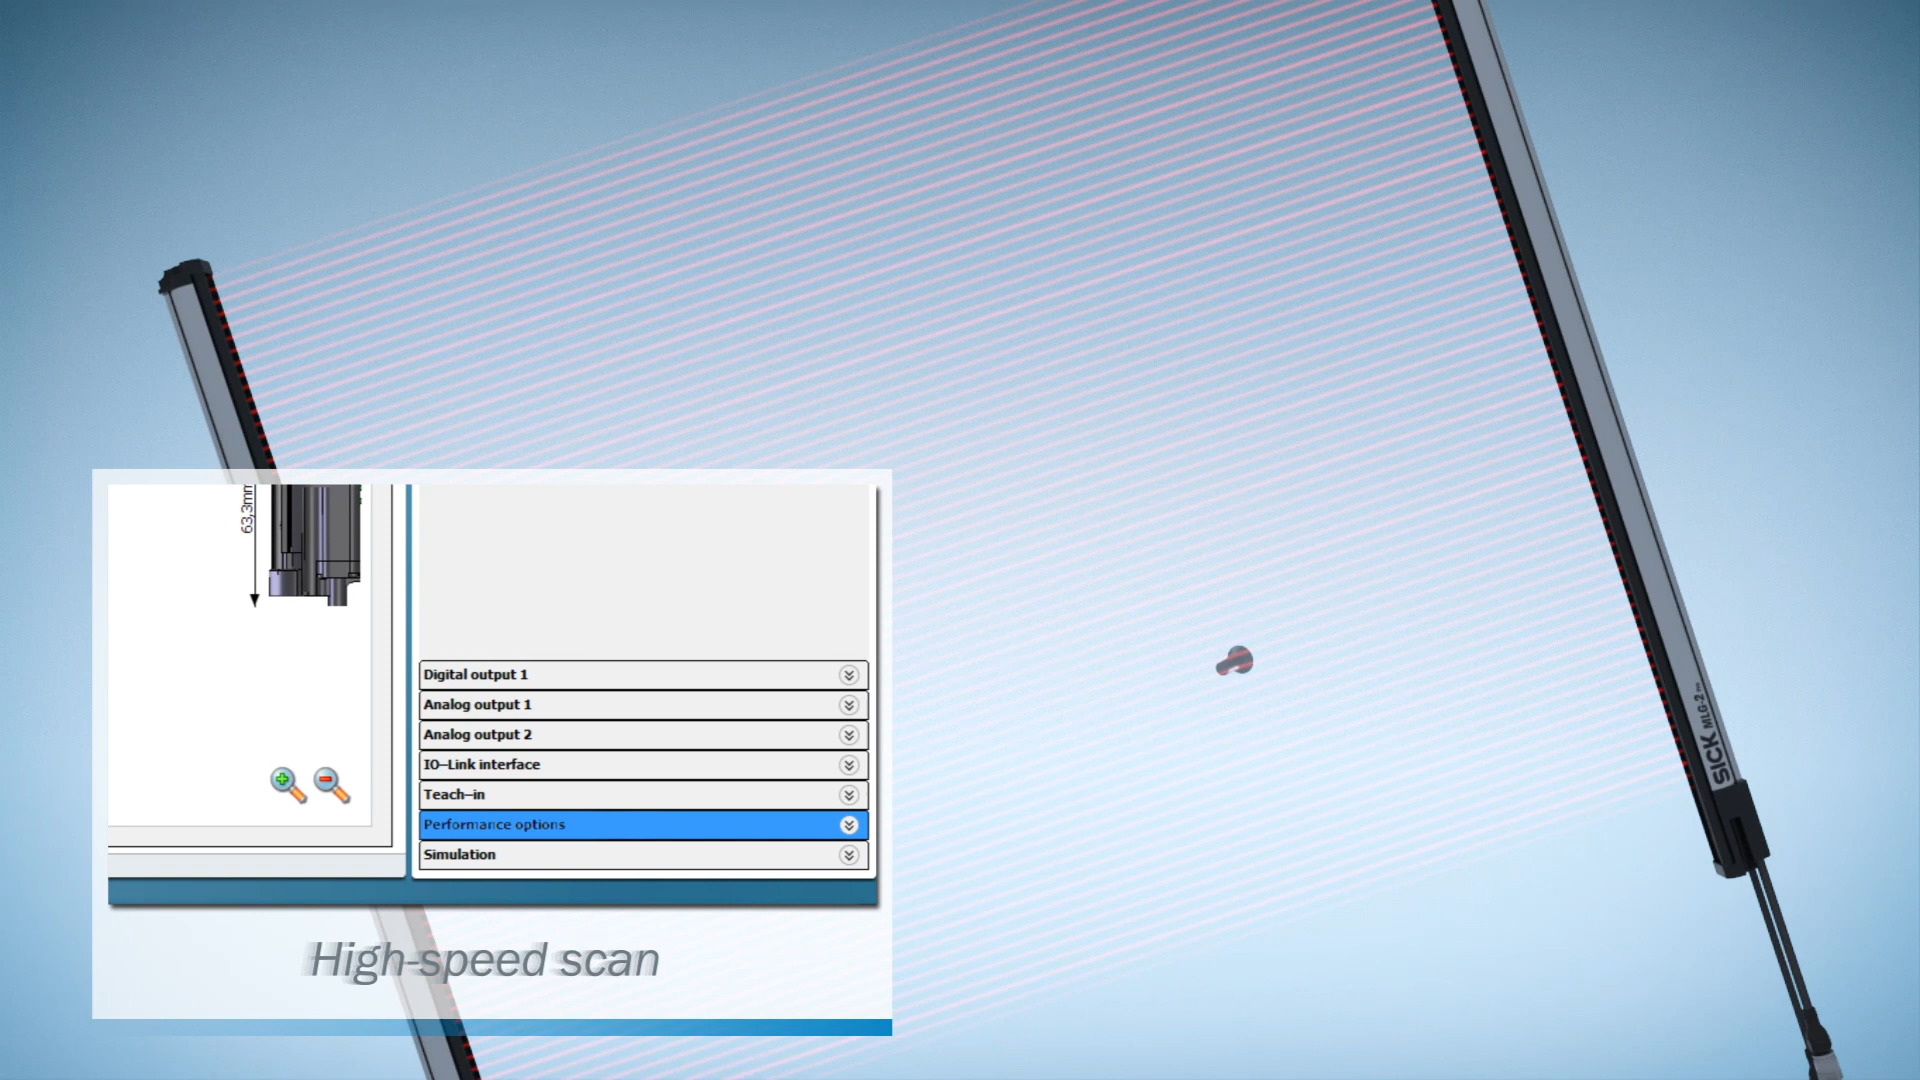 63,3mm
Digital output 1
Analog output 1
Analog output 2
IO-Link interface
Teach-in
Performance options
Simulation
High-speed scan
SICK MLG-2 Pro